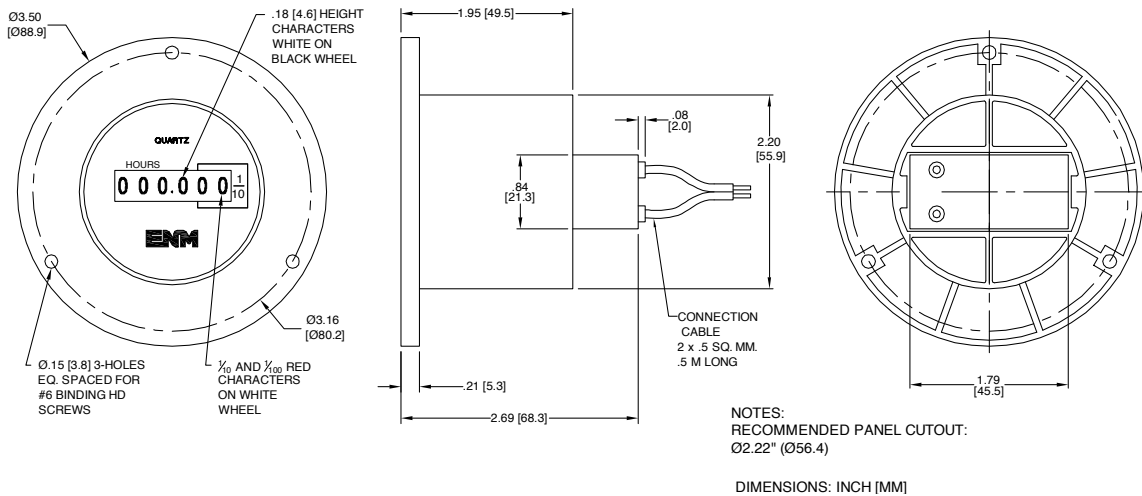 Ø3.50
[Ø88.9]
.18 [4.6] HEIGHT
CHARACTERS
WHITE ON
BLACK WHEEL
QUARTZ
HOURS
0 0 0.0 0 0 1/10
ENM
Ø3.16
[Ø80.2]
Ø.15 [3.8] 3-HOLES
EQ. SPACED FOR
#6 BINDING HD
SCREWS
1/10 AND 1/100 RED
CHARACTERS
ON WHITE
WHEEL
1.95 [49.5]
.08
[2.0]
2.20
[55.9]
.84
[21.3]
CONNECTION
CABLE
2 x .5 SQ. MM.
.5 M LONG
.21 [5.3]
2.69 [68.3]
1.79
[45.5]
NOTES:
RECOMMENDED PANEL CUTOUT:
Ø2.22" (Ø56.4)
DIMENSIONS: INCH [MM]